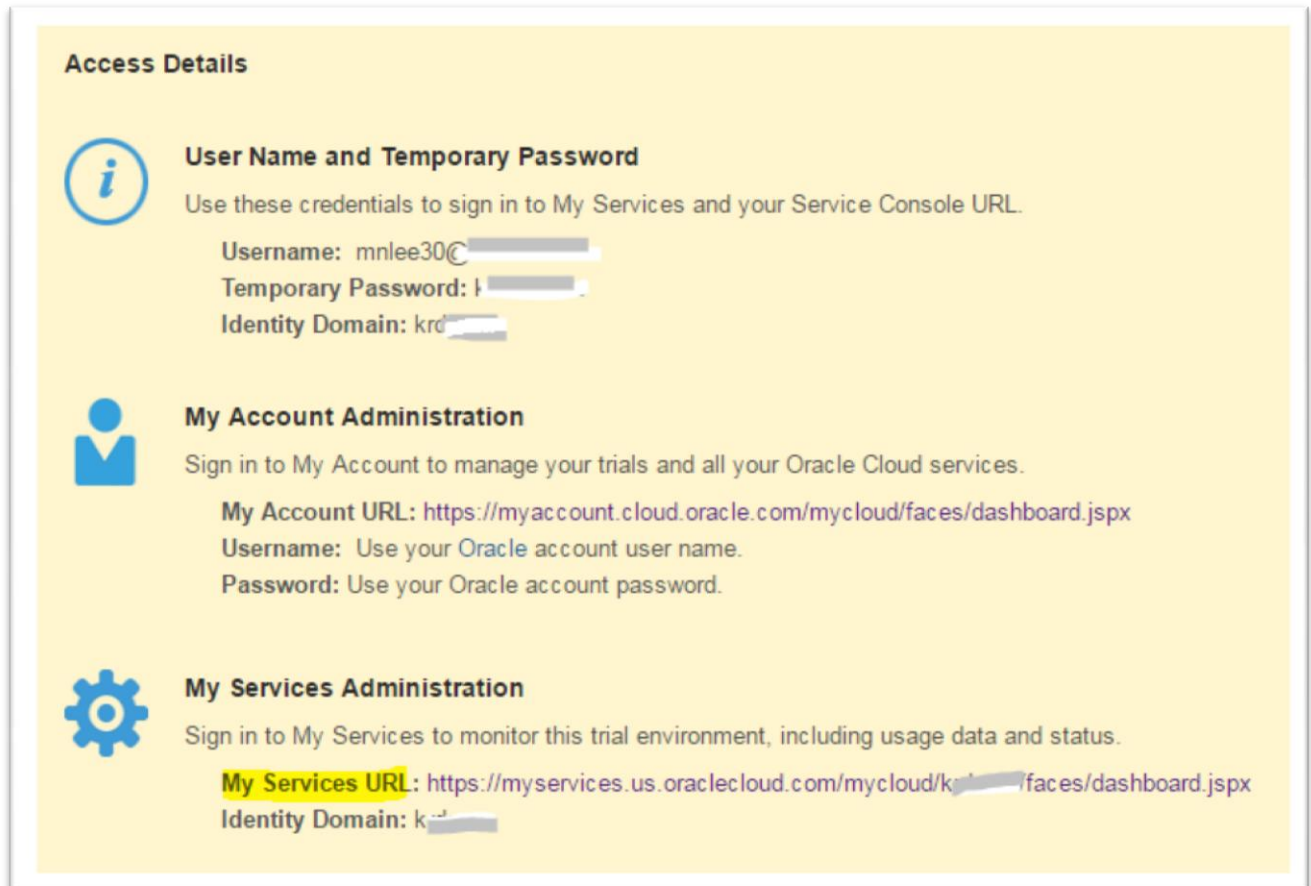 Access Details
User Name and Temporary Password
Use these credentials to sign in to My Services and your Service Console URL.
Username: mnlee30@
Temporary Password:
Identity Domain:
My Account Administration
Sign in to My Account to manage your trials and all your Oracle Cloud services.
My Account URL: https://myaccount.cloud.oracle.com/mycloud/faces/dashboard.jspx
Username: Use your Oracle account user name.
Password: Use your Oracle account password.
My Services Administration
Sign in to My Services to monitor this trial environment, including usage data and status.
My Services URL: https://myservices.us.oraclecloud.com/mycloud/k /faces/dashboard.jspx
Identity Domain: